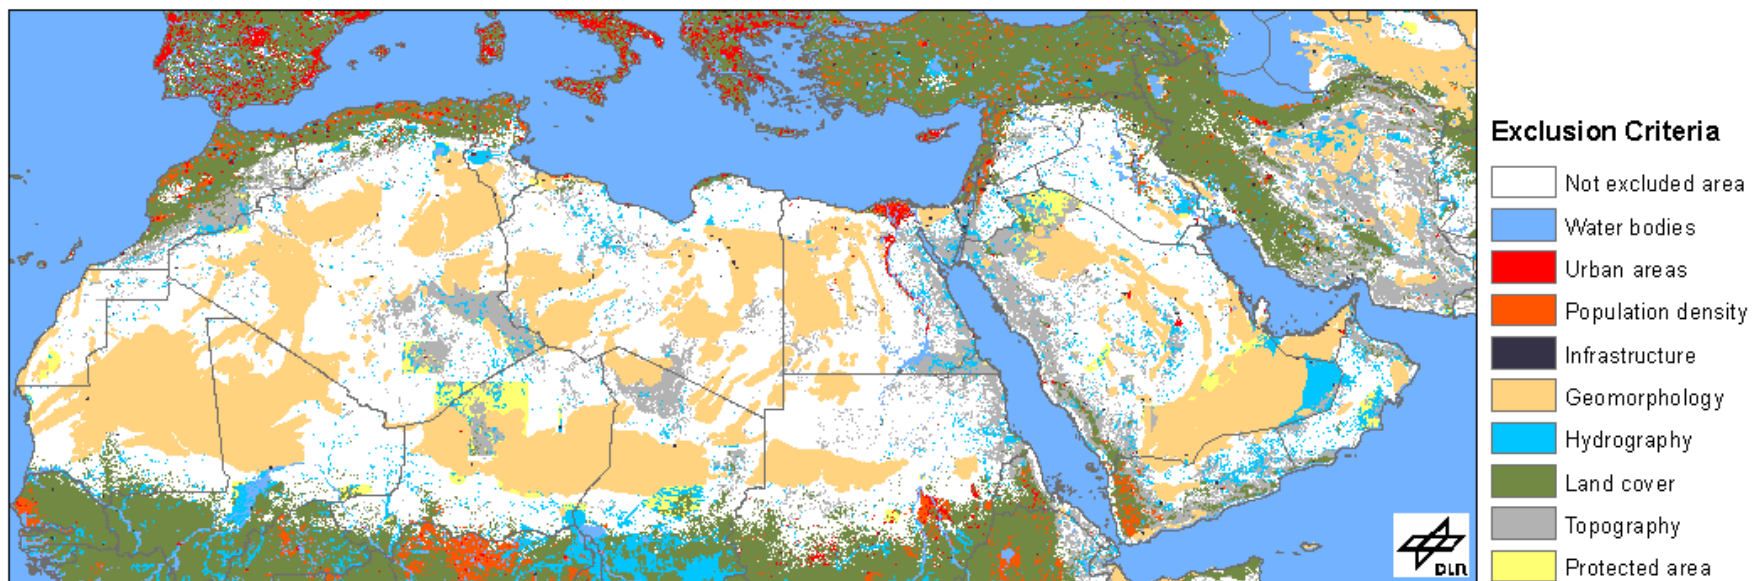 Exclusion Criteria
Not excluded area
Water bodies
Urban areas
Population density
Infrastructure
Geomorphology
Hydrography
Land cover
Topography
Protected area
DLR